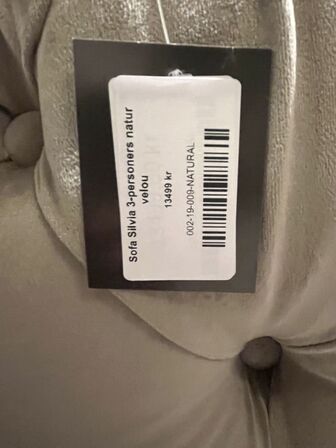 Sofa Silvia 3-personers natur
velou
13499 kr
002-19-009-NATURAL